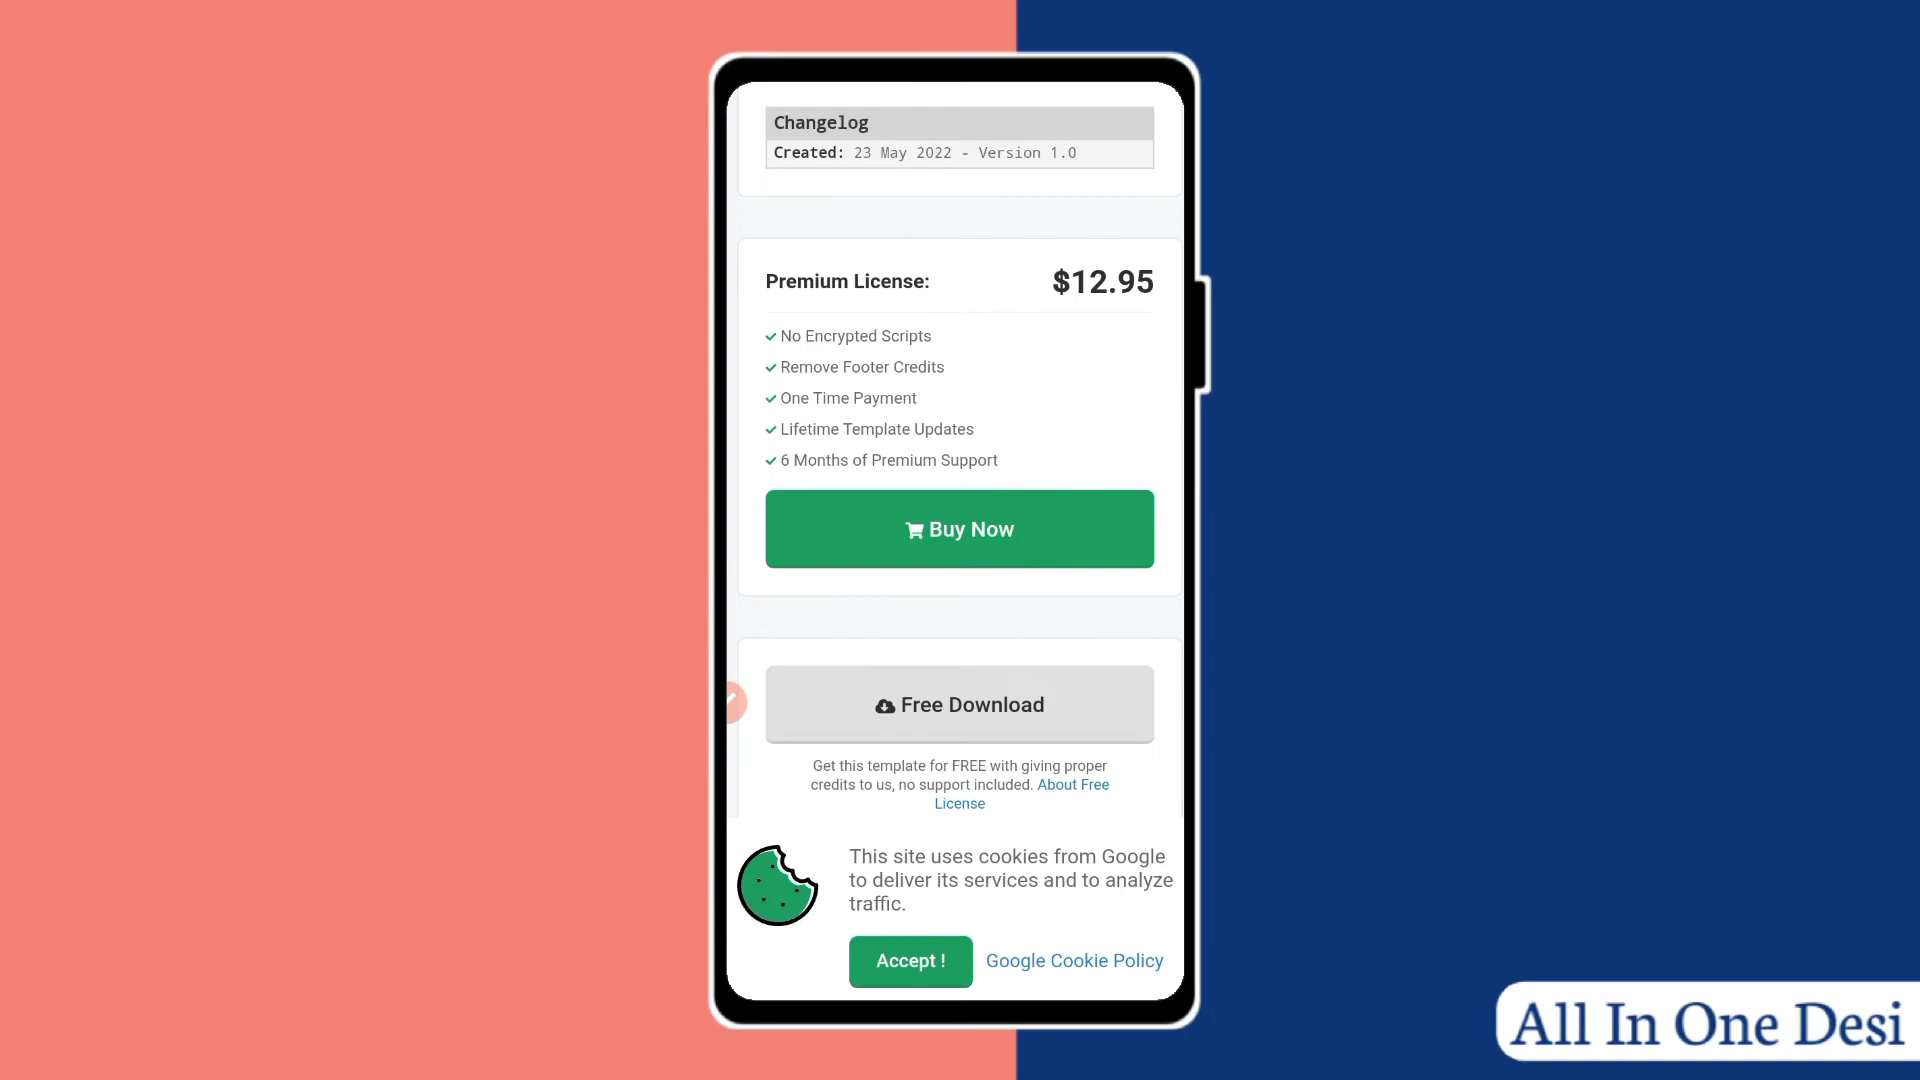 Changelog
Created: 23 May 2022 - Version 1.0
Premium License: $12.95
No Encrypted Scripts
Remove Footer Credits
One Time Payment
Lifetime Template Updates
6 Months of Premium Support
Buy Now
Free Download
Get this template for FREE with giving proper
credits to us, no support included. About Free
License
This site uses cookies from Google
to deliver its services and to analyze
traffic.
Accept ! Google Cookie Policy
All In One Desi